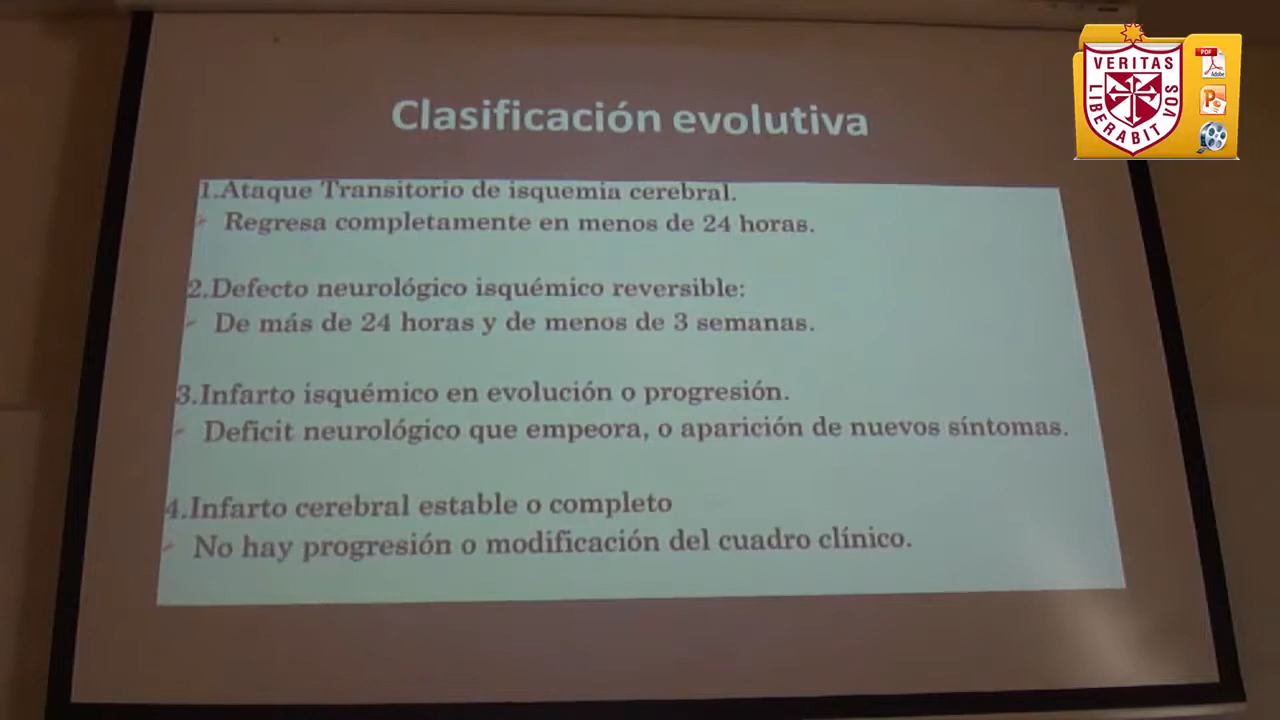 Clasificación evolutiva
1.Ataque Transitorio de isquemia cerebral.
Regresa completamente en menos de 24 horas.
2.Defecto neurológico isquémico reversible:
De más de 24 horas y de menos de 3 semanas.
3.Infarto isquémico en evolución o progresión.
Deficit neurológico que empeora, o aparición de nuevos síntomas.
4.Infarto cerebral estable o completo
No hay progresión o modificación del cuadro clínico.
VERITAS
LIBERABIT VOS
PDF
Adobe
P